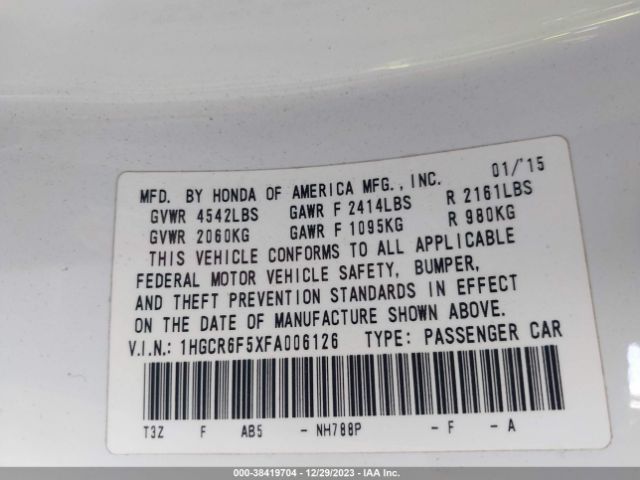 MFD. BY HONDA OF AMERICA MFG., INC. 01/'15
GVWR 4542LBS GAWR F 2414LBS R 2161LBS
GVWR 2060KG GAWR F 1095KG R 980KG
THIS VEHICLE CONFORMS TO ALL APPLICABLE
FEDERAL MOTOR VEHICLE SAFETY, BUMPER,
AND THEFT PREVENTION STANDARDS IN EFFECT
ON THE DATE OF MANUFACTURE SHOWN ABOVE.
V.I.N.: 1HGCR6F5XFA006126 TYPE: PASSENGER CAR
T3Z F AB5 - NH788P - F - A
000-38419704 - 12/29/2023 - IAA Inc.